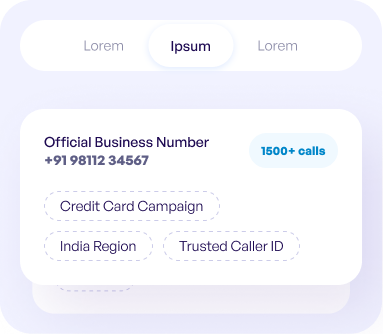 Lorem Ipsum Lorem
Official Business Number
+91 98112 34567
1500+ calls
Credit Card Campaign
India Region Trusted Caller ID